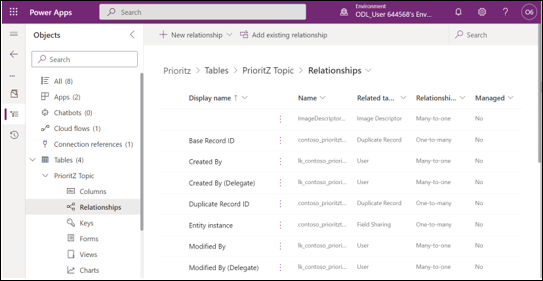 Power Apps
Search
Environment
ODL_User 644568's Env...
O6
Objects
Search
All (8)
Apps (2)
Chatbots (0)
Cloud flows (1)
Connection references (1)
Tables (4)
PrioritZ Topic
Columns
Relationships
Keys
Forms
Views
Charts
New relationship
Add existing relationship
Search
Prioritz > Tables > PrioritZ Topic > Relationships
Display name ↑ Name Related ta... Relationshi... Managed
ImageDescriptor... Image Descriptor Many-to-one No
Base Record ID contoso_prioritzt... Duplicate Record One-to-many No
Created By lk_contoso_priori... User Many-to-one No
Created By (Delegate) lk_contoso_priori... User Many-to-one No
Duplicate Record ID contoso_prioritzt... Duplicate Record One-to-many No
Entity instance contoso_prioritzt... Field Sharing One-to-many No
Modified By lk_contoso_priori... User Many-to-one No
Modified By (Delegate) lk_contoso_priori... User Many-to-one No